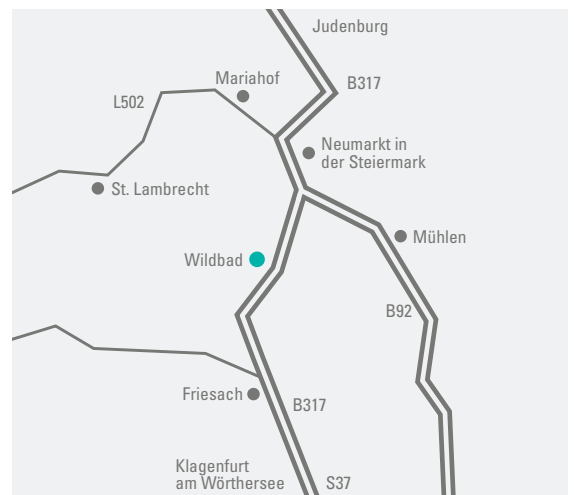 Judenburg
Mariahof
B317
L502
Neumarkt in
der Steiermark
St. Lambrecht
Mühlen
Wildbad
B92
Friesach
B317
Klagenfurt
am Wörthersee
S37